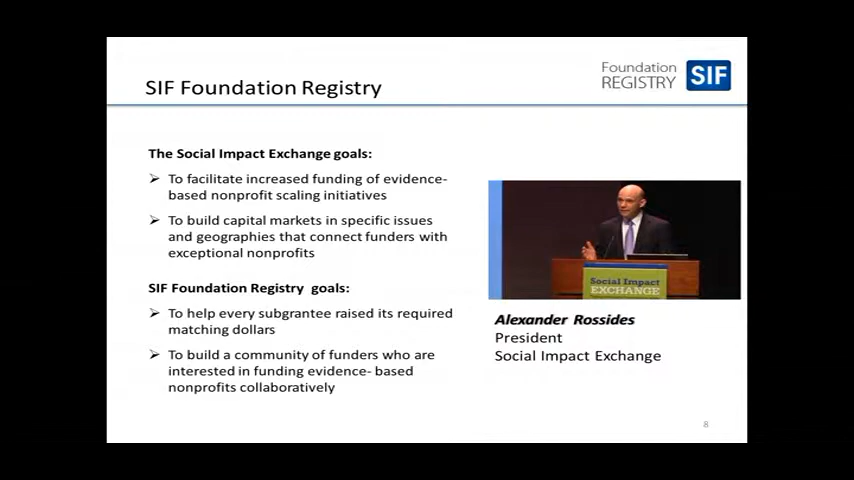 SIF Foundation Registry
Foundation
REGISTRY
SIF
The Social Impact Exchange goals:
➢ To facilitate increased funding of evidence-
based nonprofit scaling initiatives
➢ To build capital markets in specific issues
and geographies that connect funders with
exceptional nonprofits
SIF Foundation Registry goals:
➢ To help every subgrantee raised its required
matching dollars
➢ To build a community of funders who are
interested in funding evidence- based
nonprofits collaboratively
Social Impact
EXCHANGE
Alexander Rossides
President
Social Impact Exchange
8